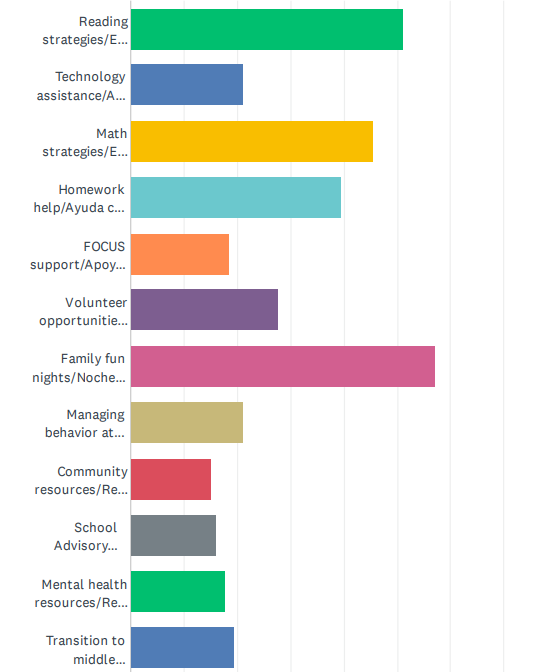 Reading
strategies/E...
Technology
assistance/A...
Math
strategies/E...
Homework
help/Ayuda c...
FOCUS
support/Apoy...
Volunteer
opportunitie...
Family fun
nights/Noche...
Managing
behavior at...
Community
resources/Re...
School
Advisory...
Mental health
resources/Re...
Transition to
middle...